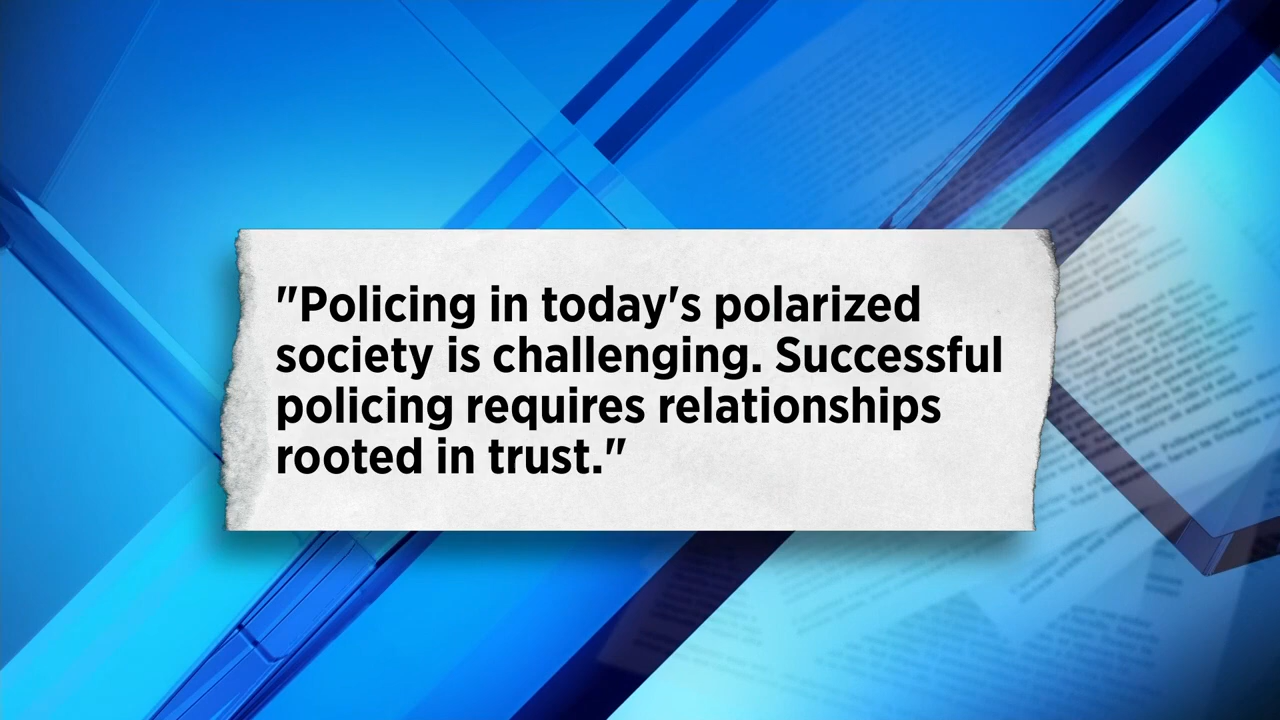 "Policing in today's polarized
society is challenging. Successful
policing requires relationships
rooted in trust."